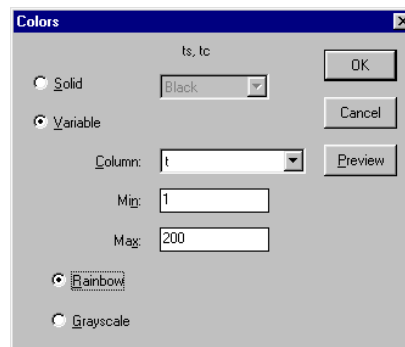 Colors
ts, tc
OK
Solid
Black
Cancel
Variable
Column:
t
Preview
Min:
1
Max:
200
Rainbow
Grayscale